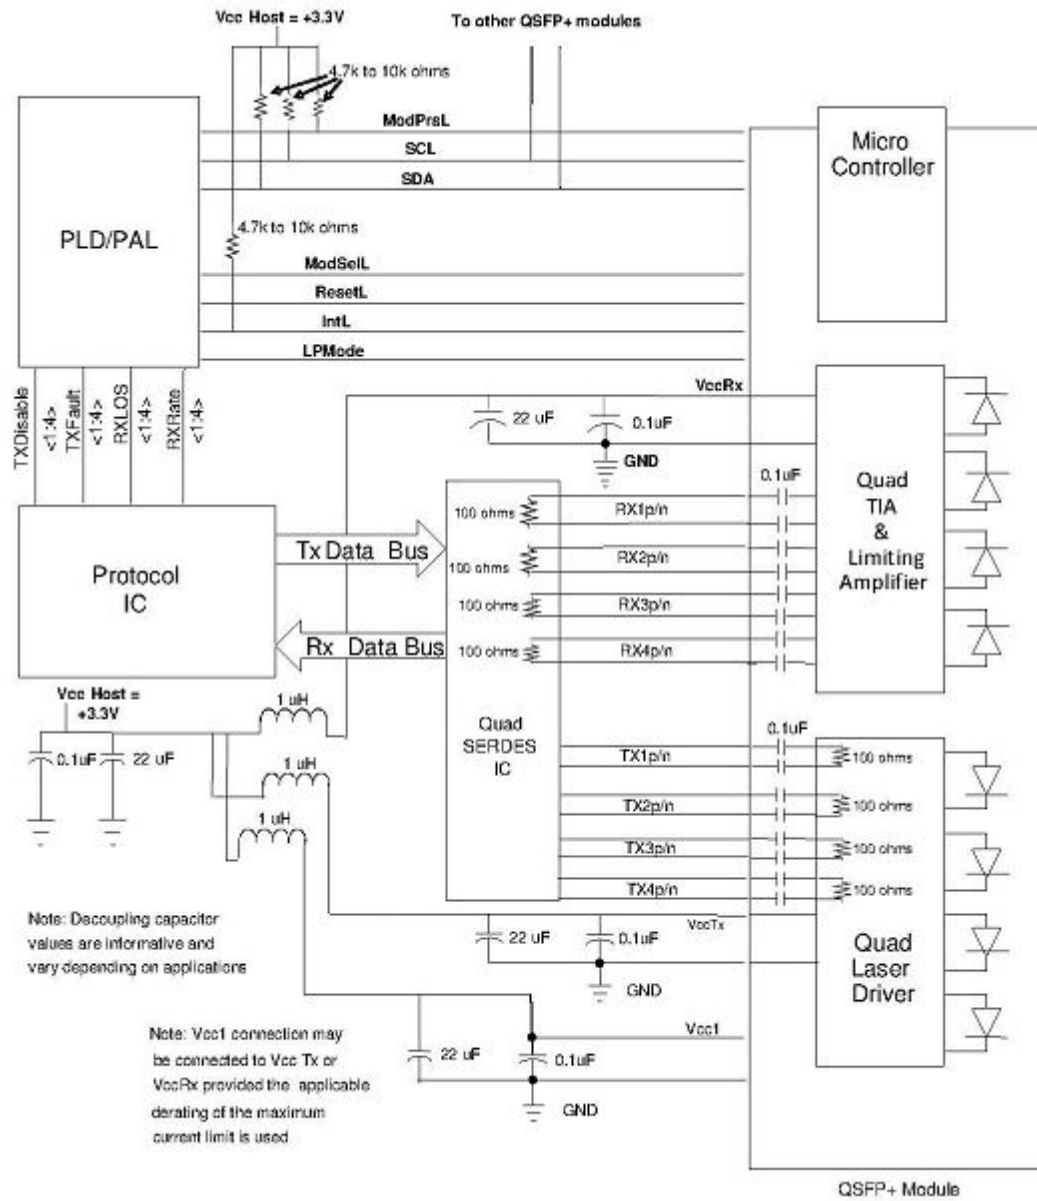 Vcc Host = +3.3V
To other QSFP+ modules
4.7k to 10k ohms
ModPrsL
SCL
SDA
Micro
Controller
PLD/PAL
4.7k to 10k ohms
ModSelL
ResetL
IntL
LPMode
TXDisable
<1:4>
TXFault
<1:4>
RXLOS
<1:4>
RXRate
<1:4>
VccRx
22 uF
0.1uF
GND
0.1uF
Quad
TIA
&
Limiting
Amplifier
100 ohms
RX1p/n
100 ohms
RX2p/n
100 ohms
RX3p/n
100 ohms
RX4p/n
Tx Data Bus
Protocol
IC
Rx Data Bus
Vcc Host =
+3.3V
0.1uF
22 uF
1 uH
1 uH
1 uH
Quad
SERDES
IC
0.1uF
TX1p/n
100 ohms
TX2p/n
100 ohms
TX3p/n
100 ohms
TX4p/n
100 ohms
Note: Decoupling capacitor
values are informative and
vary depending on applications
22 uF
0.1uF
VccTx
GND
Quad
Laser
Driver
Note: Vcc1 connection may
be connected to Vcc Tx or
VccRx provided the applicable
derating of the maximum
current limit is used
22 uF
0.1uF
Vcc1
GND
QSFP+ Module